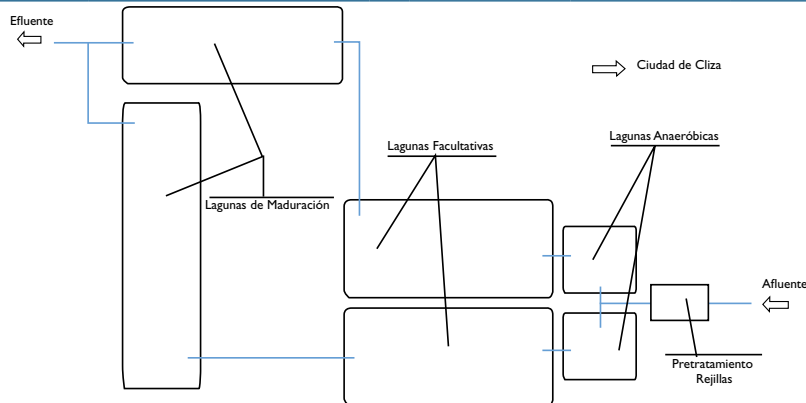 Efluente
Ciudad de Cliza
Lagunas Facultativas
Lagunas Anaeróbicas
Lagunas de Maduración
Afluente
Pretratamiento
Rejillas